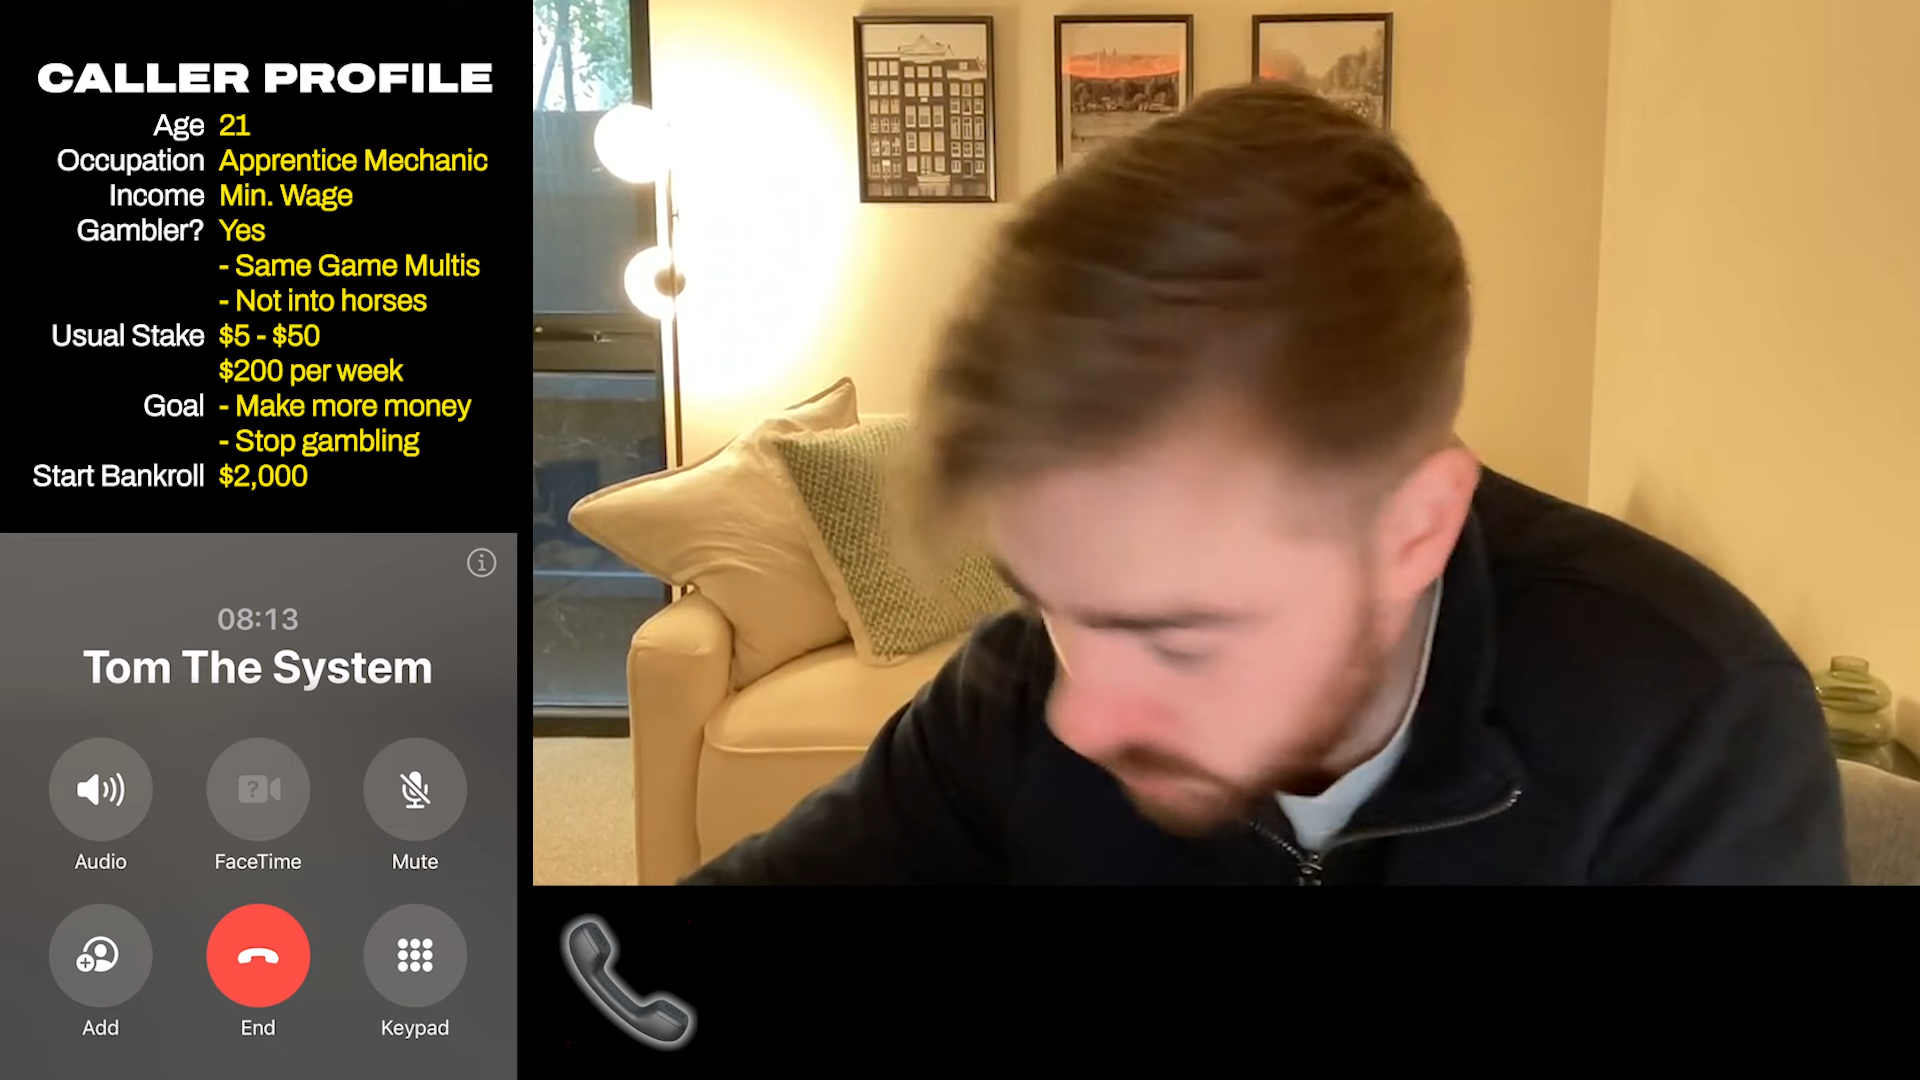 CALLER PROFILE
Age 21
Occupation Apprentice Mechanic
Income Min. Wage
Gambler? Yes
- Same Game Multis
- Not into horses
Usual Stake $5 - $50
$200 per week
Goal - Make more money
- Stop gambling
Start Bankroll $2,000
08:13
Tom The System
Audio
FaceTime
Mute
Add
End
Keypad